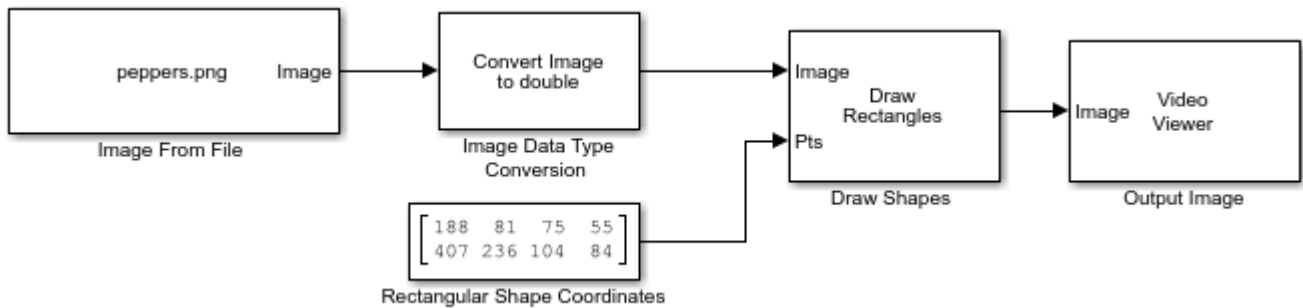 peppers.png Image
Image From File
Convert Image
to double
Image Data Type
Conversion
188 81 75 55
407 236 104 84
Rectangular Shape Coordinates
Image
Draw
Rectangles
Pts
Draw Shapes
Image
Video
Viewer
Output Image